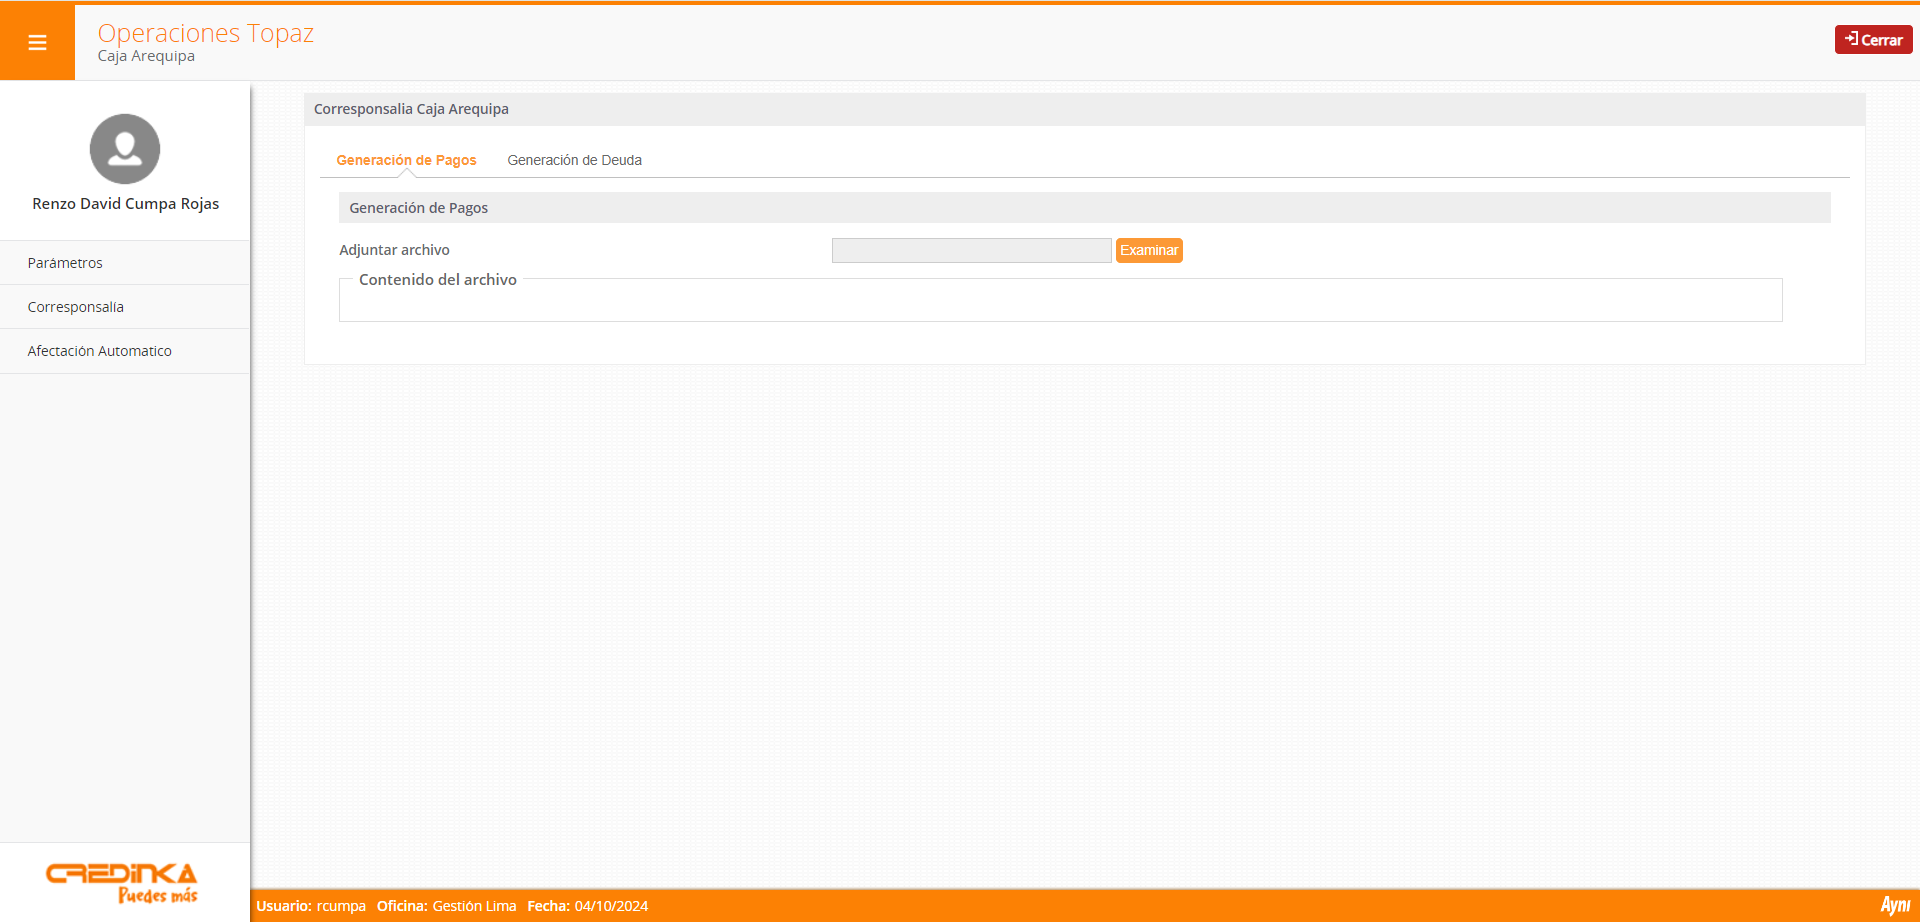 Operaciones Topaz
Caja Arequipa
Cerrar
Renzo David Cumpa Rojas
Parámetros
Corresponsalía
Afectación Automatico
CREDINKA
Puedes más
Corresponsalia Caja Arequipa
Generación de Pagos Generación de Deuda
Generación de Pagos
Adjuntar archivo Examinar
Contenido del archivo
Usuario: rcumpa Oficina: Gestión Lima Fecha: 04/10/2024
Ayni